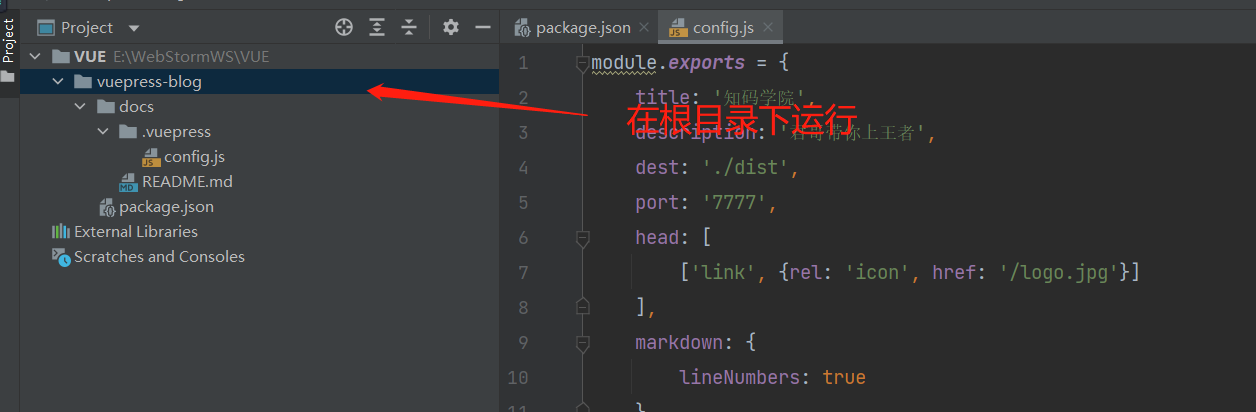 Project
Project
package.json
config.js
VUE E:\WebStormWS\VUE
vuepress-blog
docs
.vuepress
config.js
README.md
package.json
External Libraries
Scratches and Consoles
在根目录下运行
1 module.exports = {
2 title: '知码学院',
3 description: '君哥带你上王者',
4 dest: './dist',
5 port: '7777',
6 head: [
7 ['link', {rel: 'icon', href: '/logo.jpg'}]
8 ],
9 markdown: {
10 lineNumbers: true
11 }